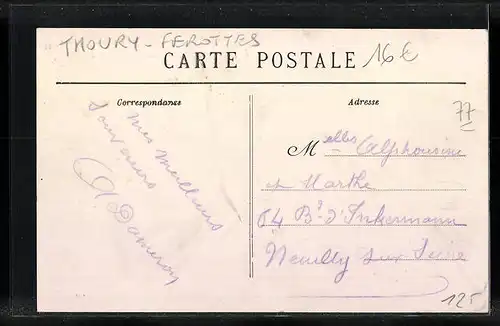 THOURY - FEROTTES
CARTE POSTALE
16€
Correspondance
Adresse
77
Mes Meilleurs
Souvenirs
Dameron
Melles Alphonsine
et Marthe
64 Bd d'Inkermann
Neuilly sur Seine
125